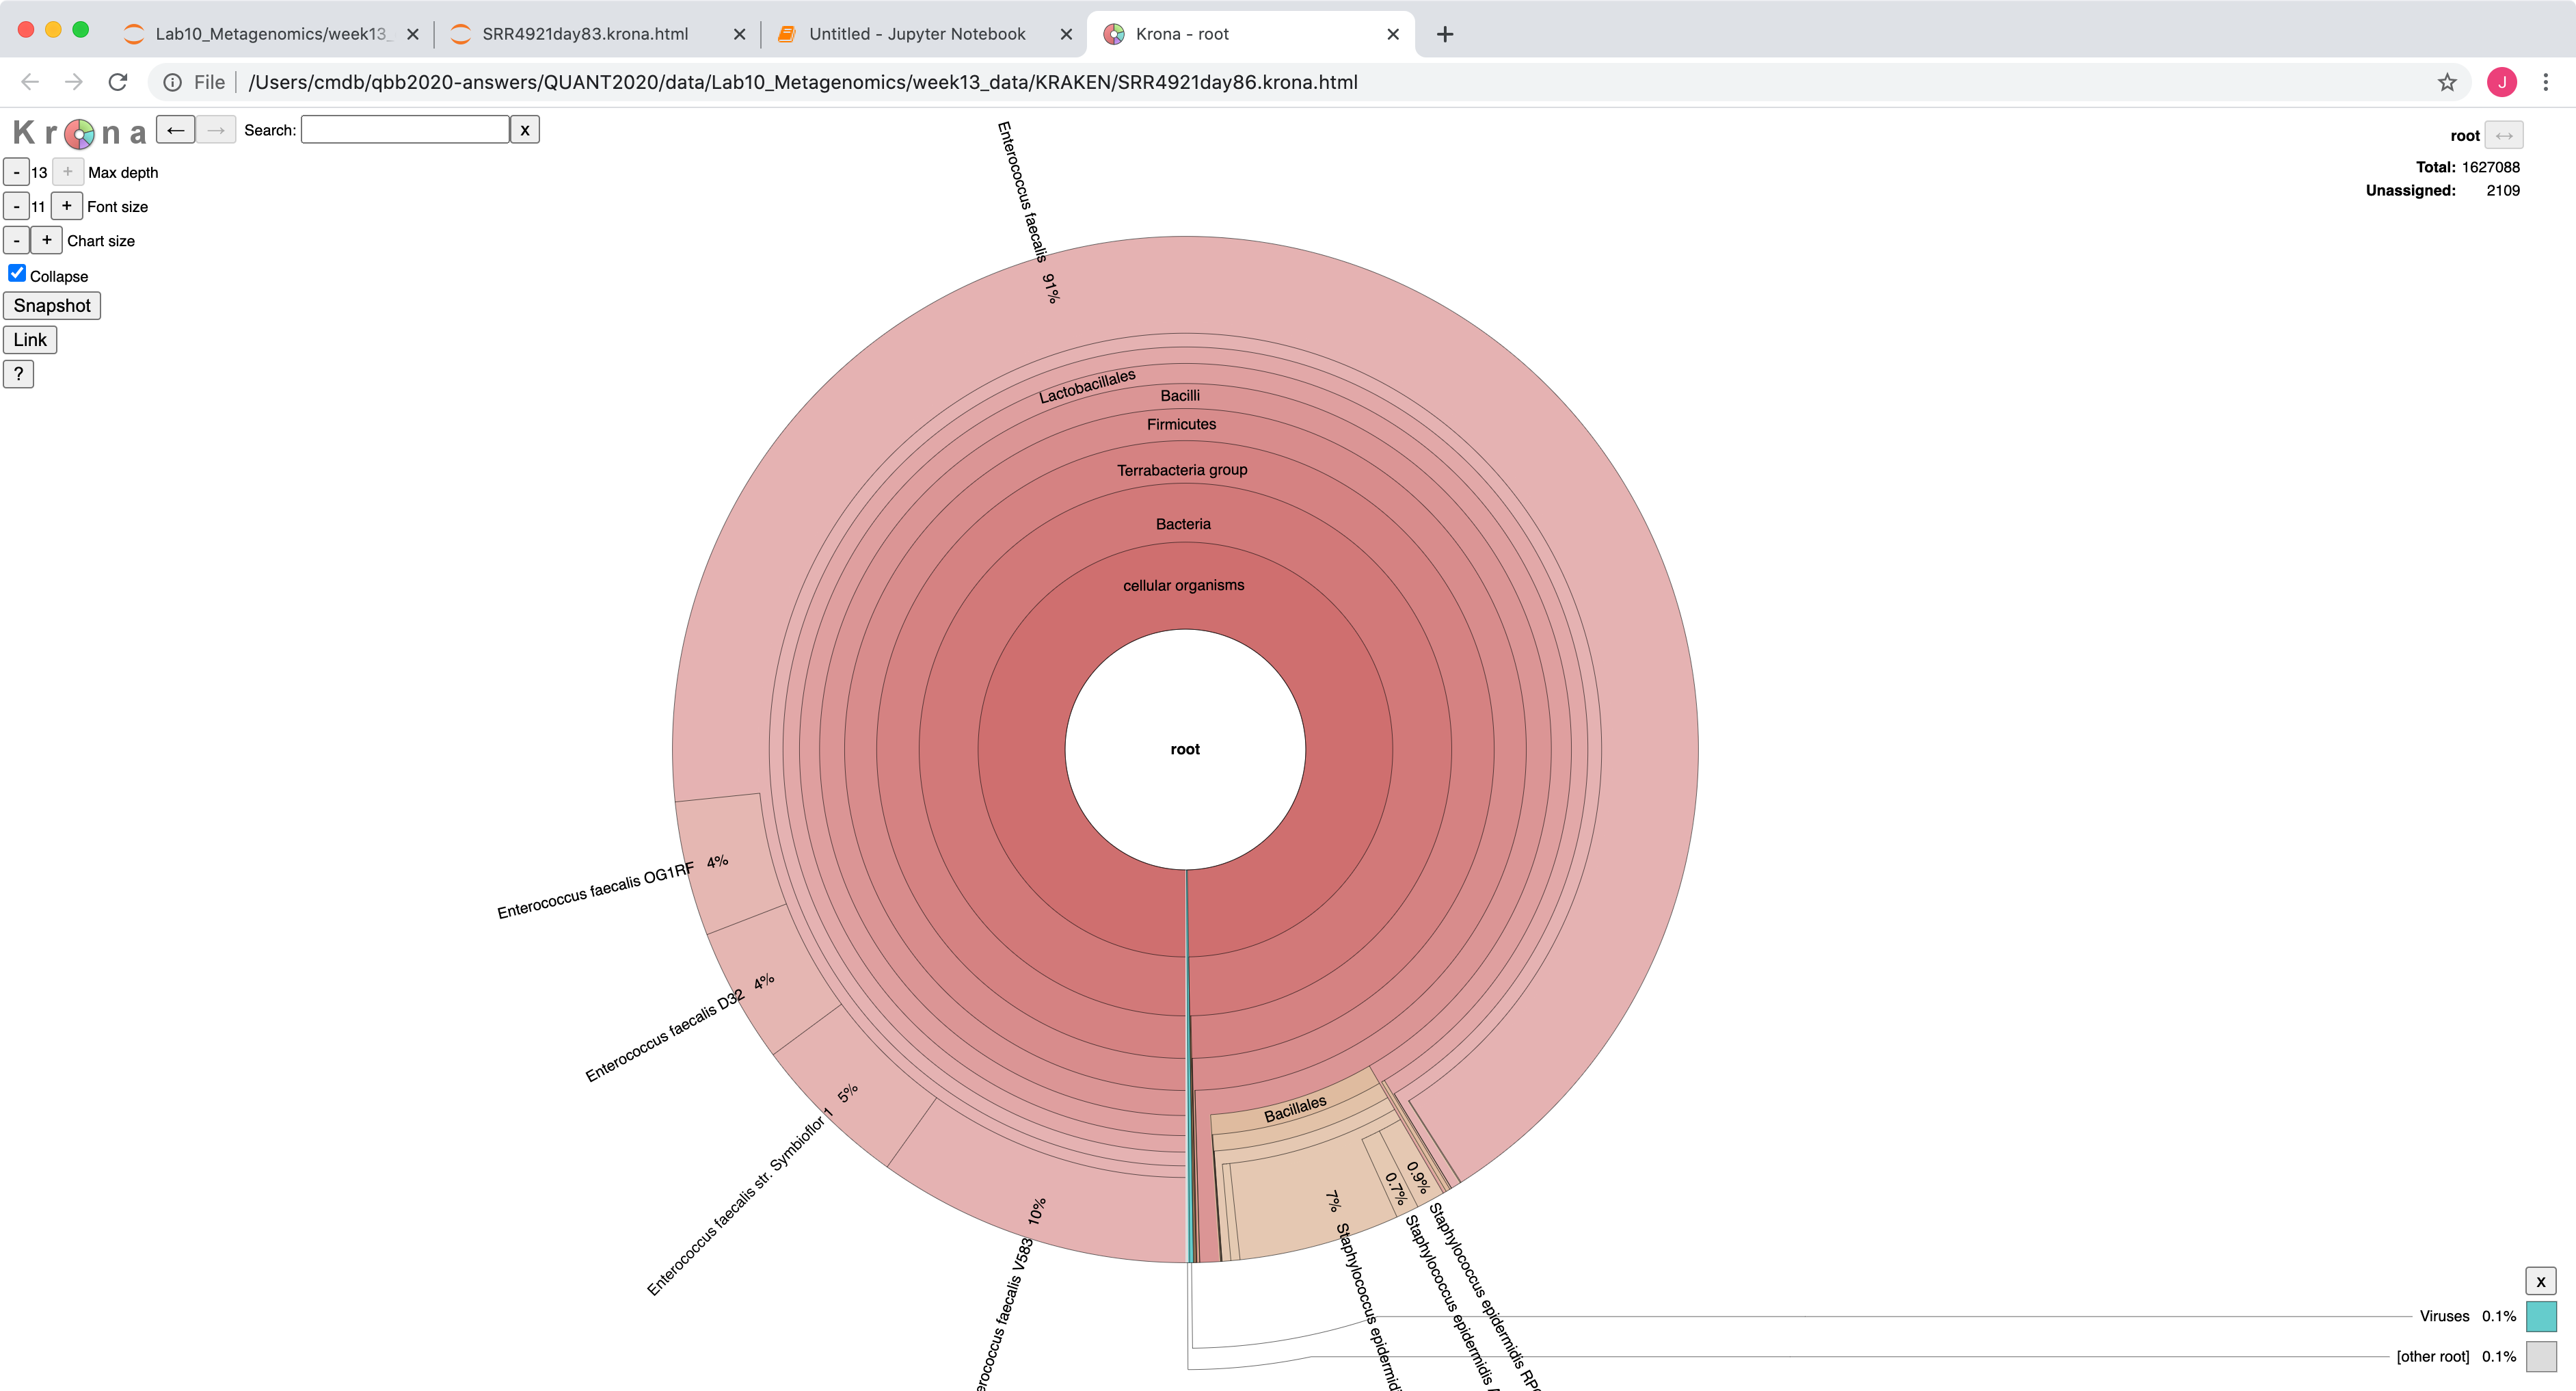 Lab10_Metagenomics/week13_
SRR4921day83.krona.html
Untitled - Jupyter Notebook
Krona - root
File
/Users/cmdb/qbb2020-answers/QUANT2020/data/Lab10_Metagenomics/week13_data/KRAKEN/SRR4921day86.krona.html
J
Krona
← → Search: x
- 13 + Max depth
- 11 + Font size
- + Chart size
Collapse
Snapshot
Link
?
root ↔
Total: 1627088
Unassigned: 2109
Enterococcus faecalis 91%
Lactobacillales
Bacilli
Firmicutes
Terrabacteria group
Bacteria
cellular organisms
root
Enterococcus faecalis OG1RF 4%
Enterococcus faecalis D32 4%
Enterococcus faecalis str. Symbioflor 1 5%
erococcus faecalis V583 10%
Bacillales
7% Staphylococcus epidermid
0.7% Staphylococcus epidermidis
0.9% Staphylococcus epidermidis RP
x
Viruses 0.1%
[other root] 0.1%